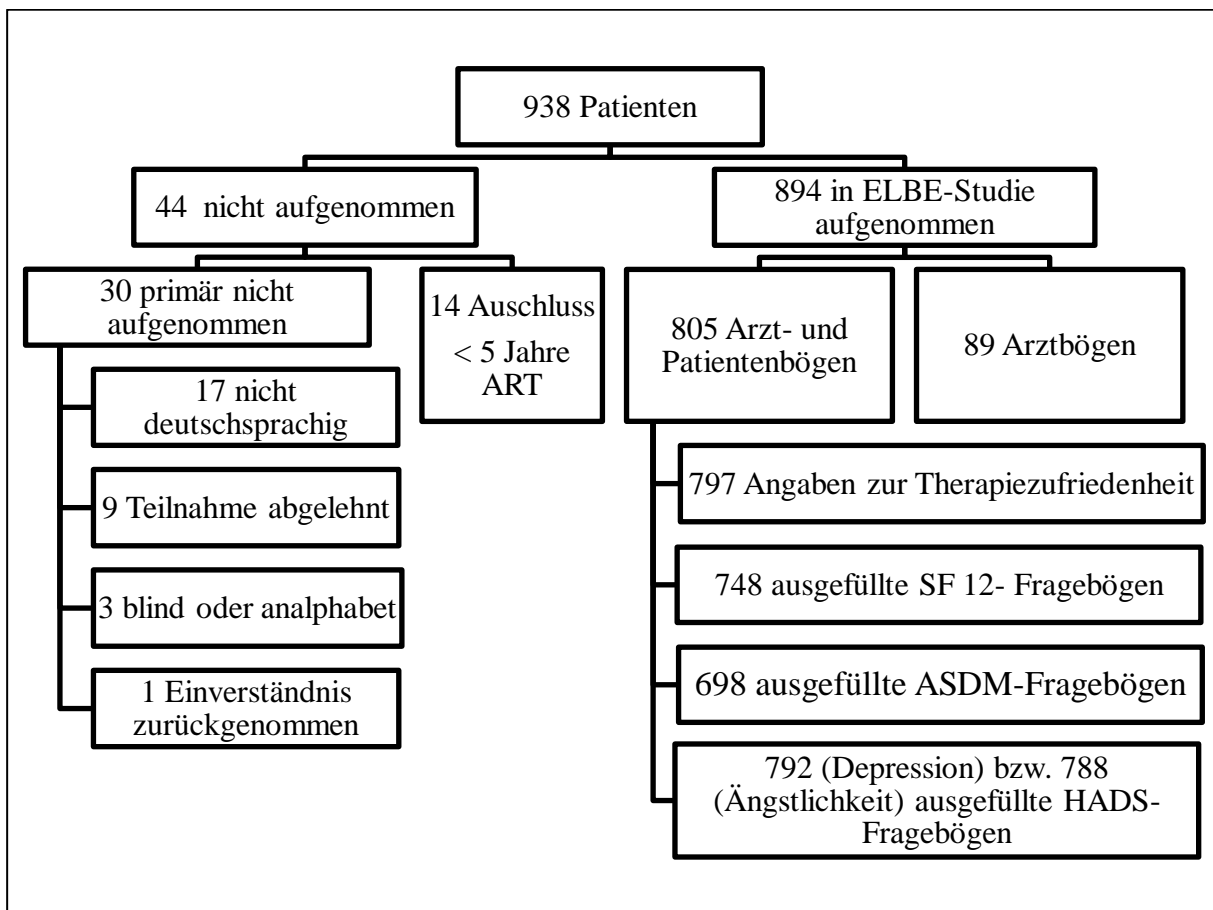 938 Patienten
44 nicht aufgenommen
894 in ELBE-Studie
aufgenommen
30 primär nicht
aufgenommen
14 Auschluss
< 5 Jahre
ART
805 Arzt- und
Patientenbögen
89 Arztbögen
17 nicht
deutschsprachig
9 Teilnahme abgelehnt
3 blind oder analphabet
1 Einverständnis
zurückgenommen
797 Angaben zur Therapiezufriedenheit
748 ausgefüllte SF 12- Fragebögen
698 ausgefüllte ASDM-Fragebögen
792 (Depression) bzw. 788
(Ängstlichkeit) ausgefüllte HADS-
Fragebögen